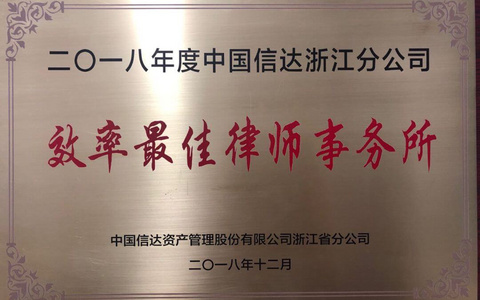 二〇一八年度中国信达浙江分公司
效率最佳律师事务所
中国信达资产管理股份有限公司浙江省分公司
二〇一八年十二月